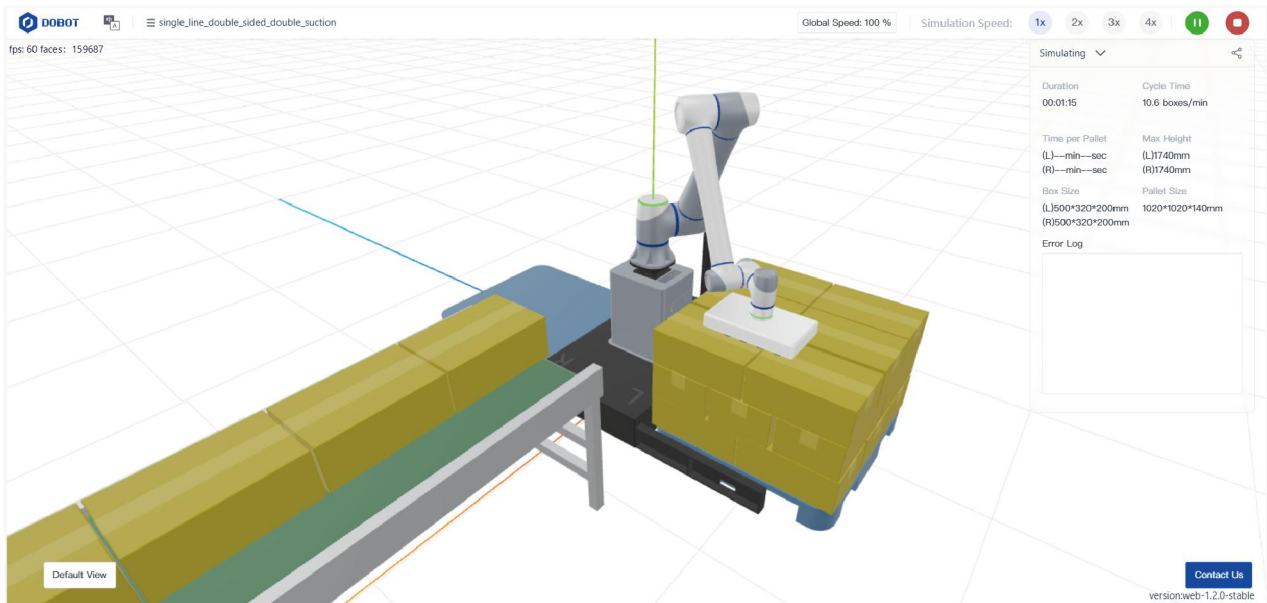 DOBOT
single_line_double_sided_double_suction
Global Speed: 100 %
Simulation Speed:
1x
2x
3x
4x
fps: 60 faces: 159687
Simulating
Duration
Cycle Time
00:01:15
10.6 boxes/min
Time per Pallet
Max Height
(L)--min--sec
(L)1740mm
(R)--min--sec
(R)1740mm
Box Size
Pallet Size
(L)500*320*200mm
1020*1020*140mm
(R)500*320*200mm
Error Log
R
L
Default View
Contact Us
version:web-1.2.0-stable